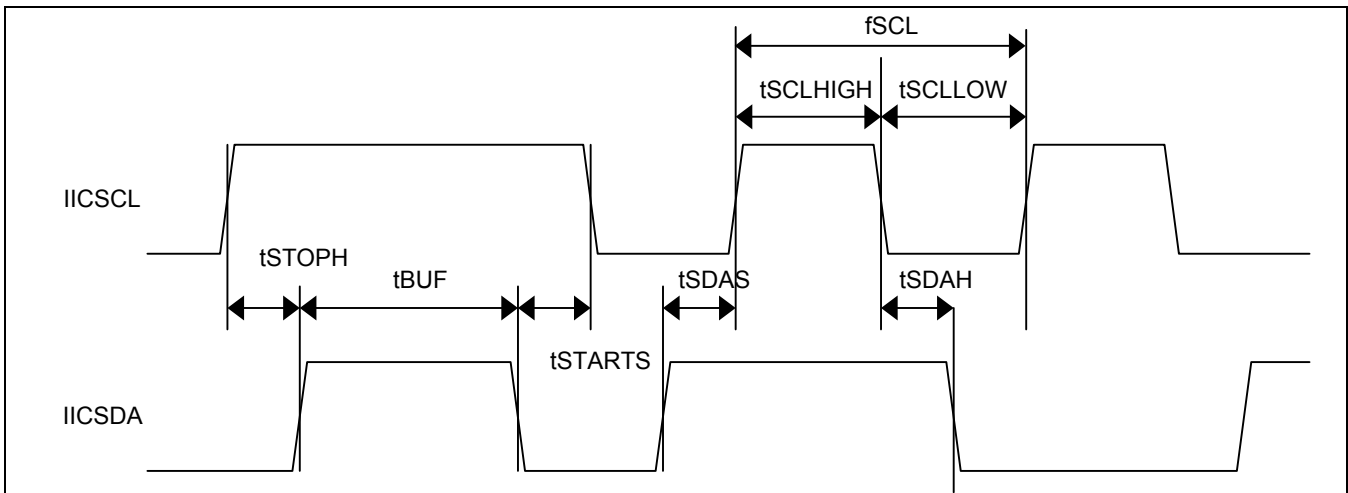 fSCL
tSCLHIGH tSCLLOW
IICSCL
tSTOPH
tBUF
tSDAS
tSDAH
tSTARTS
IICSDA